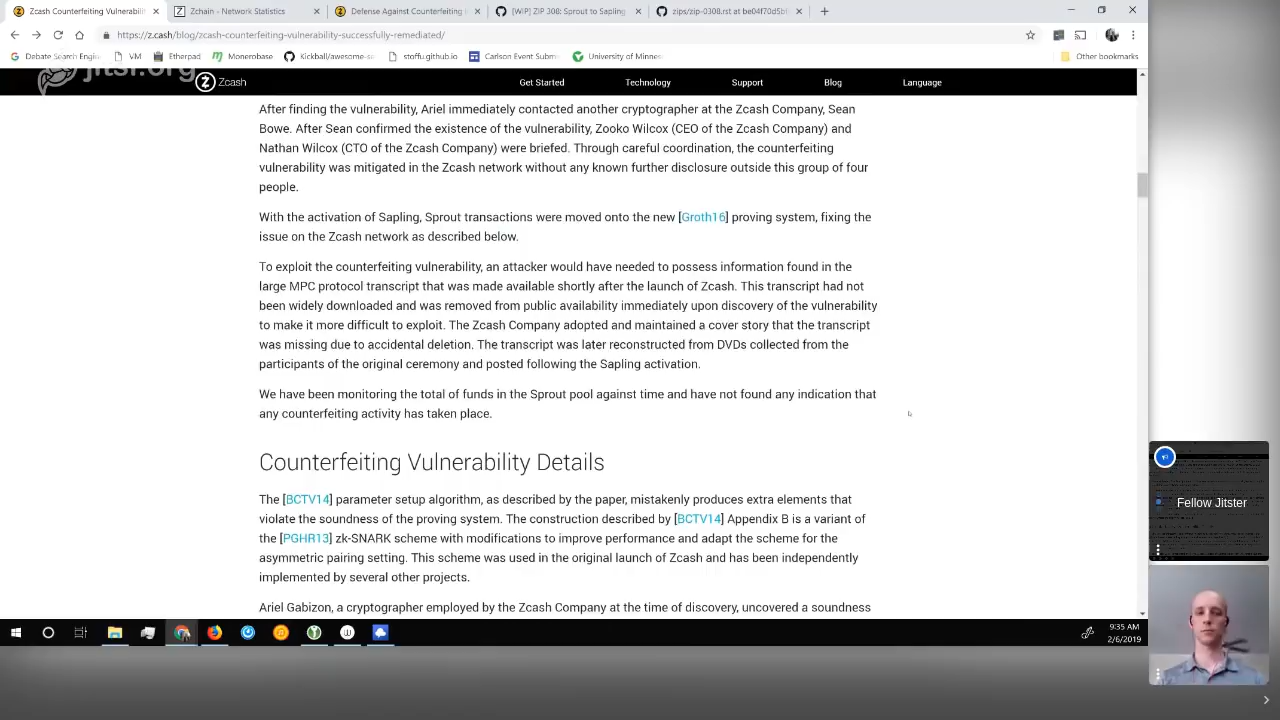 Zcash Counterfeiting Vulnerabili
Zchain - Network Statistics
Defense Against Counterfeiting i
[WIP] ZIP 308: Sprout to Sapling
zips/zip-0308.rst at be04f70d5b
https://z.cash/blog/zcash-counterfeiting-vulnerability-successfully-remediated/
Debate Search Engin
VM
Etherpad
Monerobase
Kickball/awesome-se
stoffu.github.io
Carlson Event Subm
University of Minnes
Other bookmarks
jitsi.org
Zcash
Get Started
Technology
Support
Blog
Language
After finding the vulnerability, Ariel immediately contacted another cryptographer at the Zcash Company, Sean
Bowe. After Sean confirmed the existence of the vulnerability, Zooko Wilcox (CEO of the Zcash Company) and
Nathan Wilcox (CTO of the Zcash Company) were briefed. Through careful coordination, the counterfeiting
vulnerability was mitigated in the Zcash network without any known further disclosure outside this group of four
people.
With the activation of Sapling, Sprout transactions were moved onto the new [Groth16] proving system, fixing the
issue on the Zcash network as described below.
To exploit the counterfeiting vulnerability, an attacker would have needed to possess information found in the
large MPC protocol transcript that was made available shortly after the launch of Zcash. This transcript had not
been widely downloaded and was removed from public availability immediately upon discovery of the vulnerability
to make it more difficult to exploit. The Zcash Company adopted and maintained a cover story that the transcript
was missing due to accidental deletion. The transcript was later reconstructed from DVDs collected from the
participants of the original ceremony and posted following the Sapling activation.
We have been monitoring the total of funds in the Sprout pool against time and have not found any indication that
any counterfeiting activity has taken place.
Counterfeiting Vulnerability Details
The [BCTV14] parameter setup algorithm, as described by the paper, mistakenly produces extra elements that
violate the soundness of the proving system. The construction described by [BCTV14] Appendix B is a variant of
the [PGHR13] zk-SNARK scheme with modifications to improve performance and adapt the scheme for the
asymmetric pairing setting. This scheme was used in the original launch of Zcash and has been independently
implemented by several other projects.
Ariel Gabizon, a cryptographer employed by the Zcash Company at the time of discovery, uncovered a soundness
Fellow Jitster
9:35 AM
2/6/2019